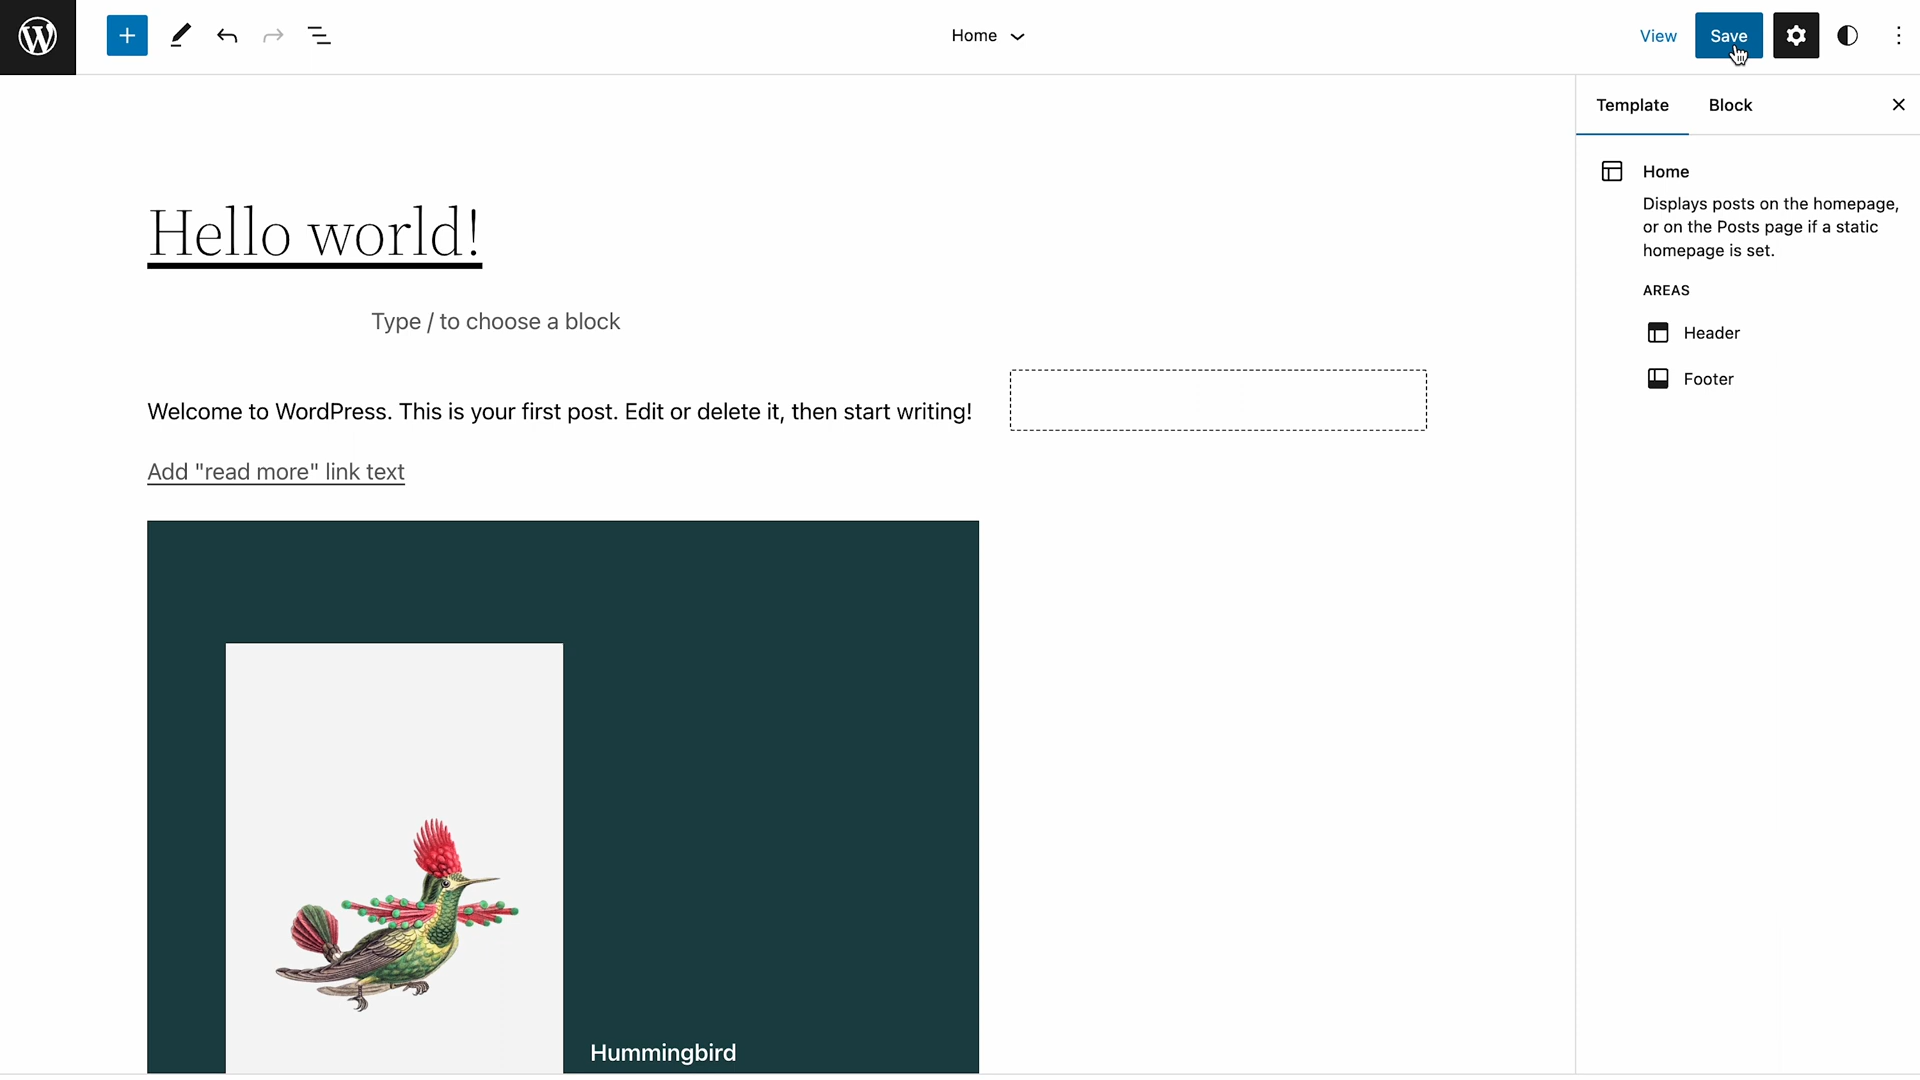 Home
View
Save
Template
Block
Home
Displays posts on the homepage,
or on the Posts page if a static
homepage is set.
AREAS
Header
Footer
Hello world!
Type / to choose a block
Welcome to WordPress. This is your first post. Edit or delete it, then start writing!
Add "read more" link text
Hummingbird